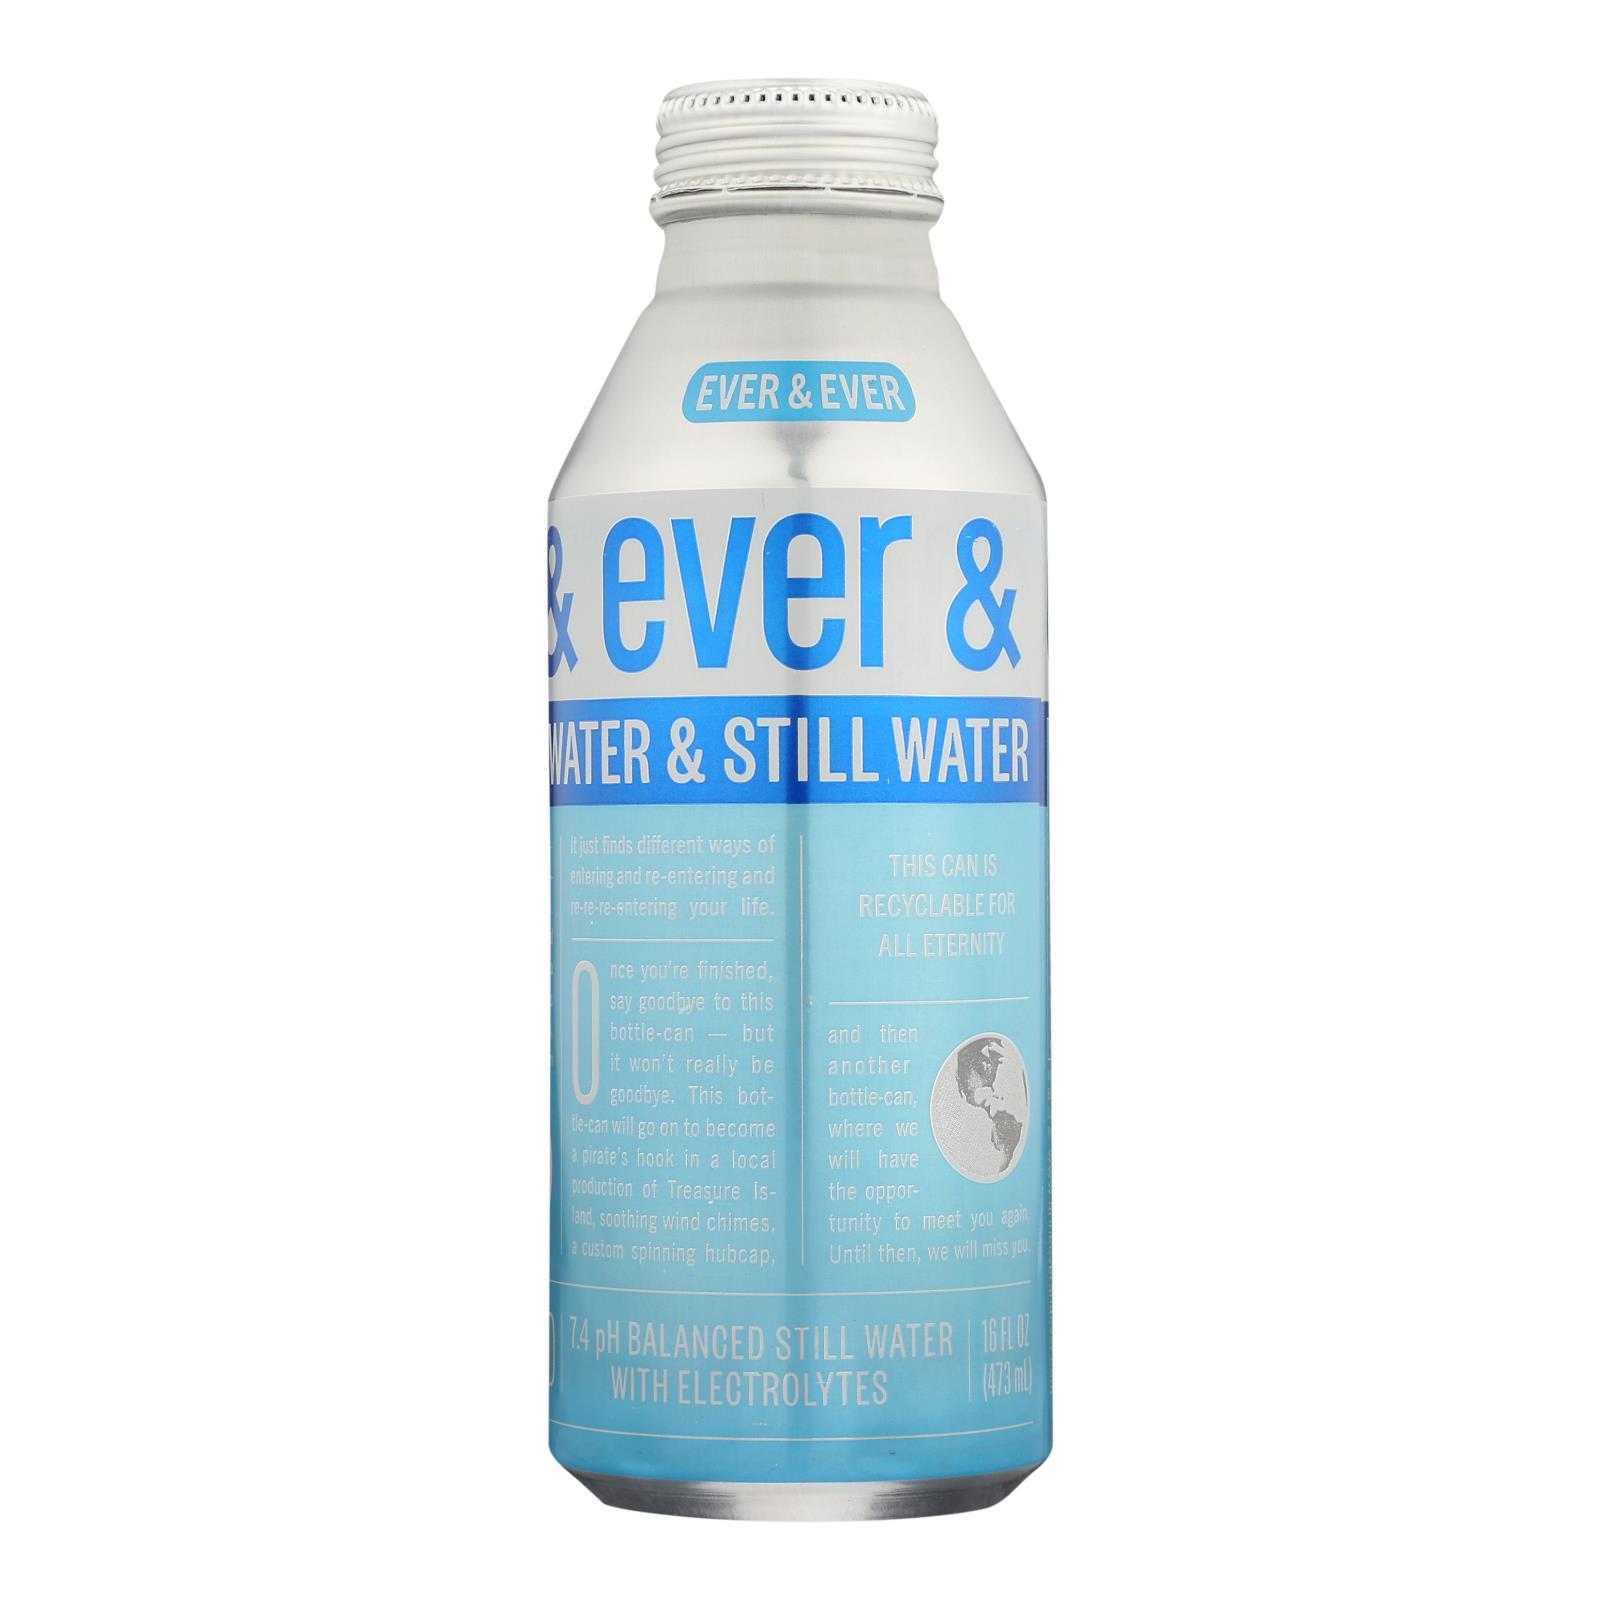 EVER & EVER
& ever &
WATER & STILL WATER
It just finds different ways of
entering and re-entering and
re-re-re-entering your life.
Once you're finished,
say goodbye to this
bottle-can — but
it won't really be
goodbye. This bot-
tle-can will go on to become
a pirate's hook in a local
production of Treasure Is-
land, soothing wind chimes,
a custom spinning hubcap,
THIS CAN IS
RECYCLABLE FOR
ALL ETERNITY
and then
another
bottle-can,
where we
will have
the oppor-
tunity to meet you again.
Until then, we will miss you.
7.4 pH BALANCED STILL WATER
WITH ELECTROLYTES
16 FL OZ
(473 mL)